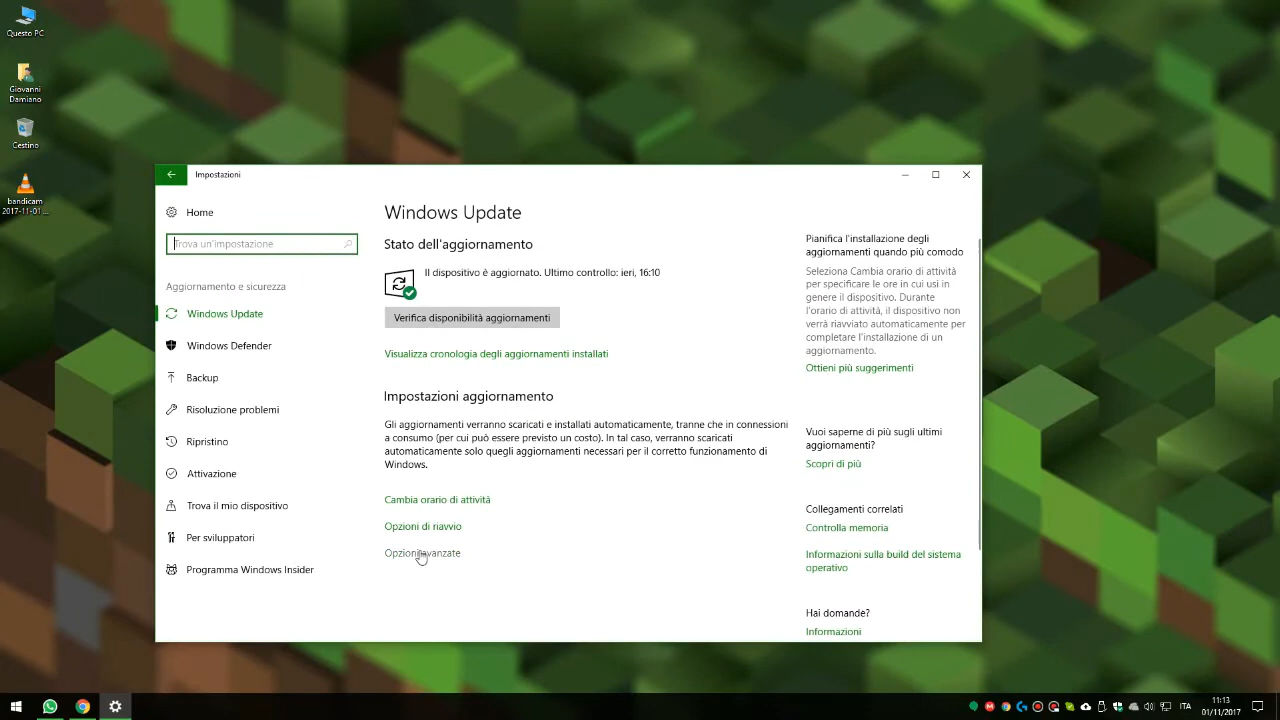 Questo PC
Giovanni
Damiano
Cestino
bandicam
2017-11-01 ...
Impostazioni
Home
Trova un'impostazione
Aggiornamento e sicurezza
Windows Update
Windows Defender
Backup
Risoluzione problemi
Ripristino
Attivazione
Trova il mio dispositivo
Per sviluppatori
Programma Windows Insider
Windows Update
Stato dell'aggiornamento
Il dispositivo è aggiornato. Ultimo controllo: ieri, 16:10
Verifica disponibilità aggiornamenti
Visualizza cronologia degli aggiornamenti installati
Impostazioni aggiornamento
Gli aggiornamenti verranno scaricati e installati automaticamente, tranne che in connessioni
a consumo (per cui può essere previsto un costo). In tal caso, verranno scaricati
automaticamente solo quegli aggiornamenti necessari per il corretto funzionamento di
Windows.
Cambia orario di attività
Opzioni di riavvio
Opzioni avanzate
Pianifica l'installazione degli
aggiornamenti quando più comodo
Seleziona Cambia orario di attività
per specificare le ore in cui usi in
genere il dispositivo. Durante
l'orario di attività, il dispositivo non
verrà riavviato automaticamente per
completare l'installazione di un
aggiornamento.
Ottieni più suggerimenti
Vuoi saperne di più sugli ultimi
aggiornamenti?
Scopri di più
Collegamenti correlati
Controlla memoria
Informazioni sulla build del sistema
operativo
Hai domande?
Informazioni
ITA
11:13
01/11/2017